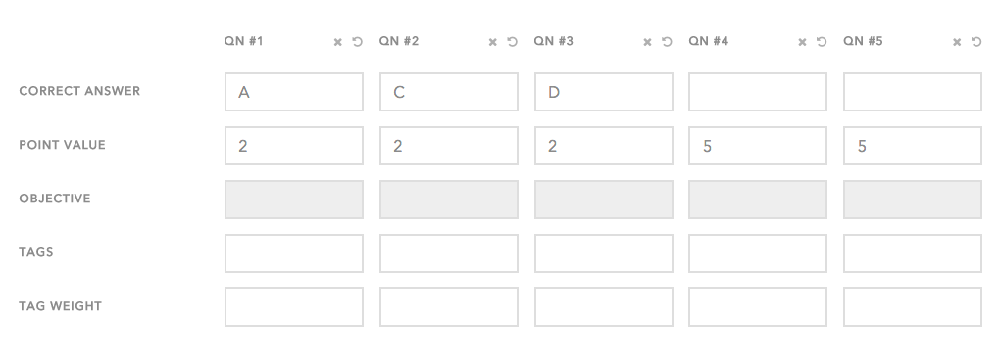 QN #1 QN #2 QN #3 QN #4 QN #5
CORRECT ANSWER A C D
POINT VALUE 2 2 2 5 5
OBJECTIVE
TAGS
TAG WEIGHT